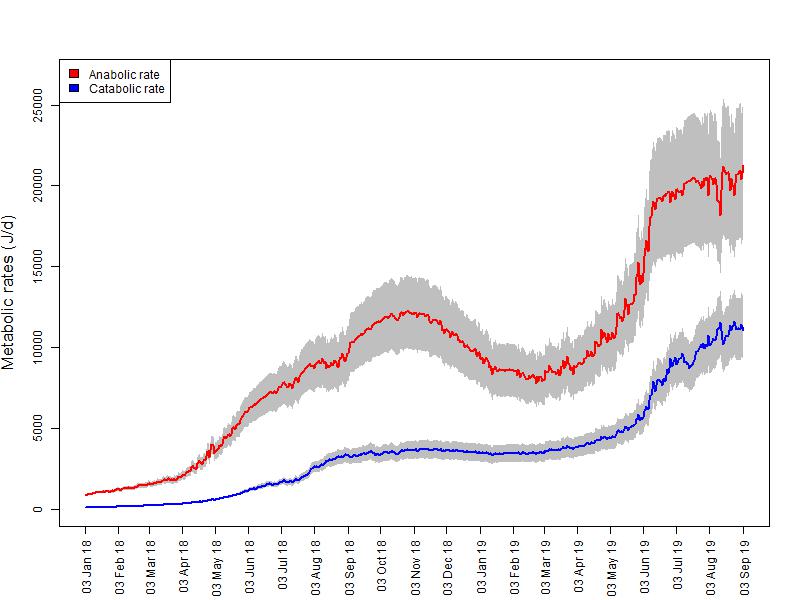 Anabolic rate
Catabolic rate
Metabolic rates (J/d)
25000
20000
15000
10000
5000
0
03 Jan 18
03 Feb 18
03 Mar 18
03 Apr 18
03 May 18
03 Jun 18
03 Jul 18
03 Aug 18
03 Sep 18
03 Oct 18
03 Nov 18
03 Dec 18
03 Jan 19
03 Feb 19
03 Mar 19
03 Apr 19
03 May 19
03 Jun 19
03 Jul 19
03 Aug 19
03 Sep 19